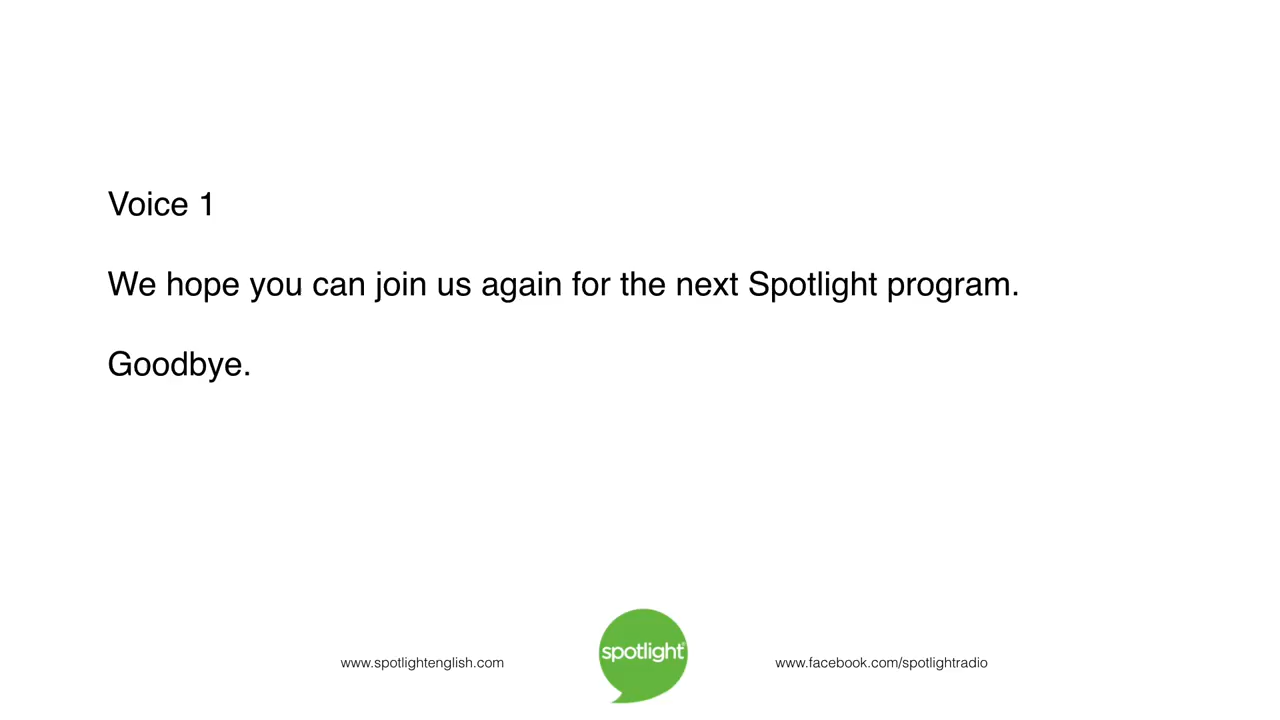 Voice 1
We hope you can join us again for the next Spotlight program.
Goodbye.
www.spotlightenglish.com
spotlight
www.facebook.com/spotlightradio